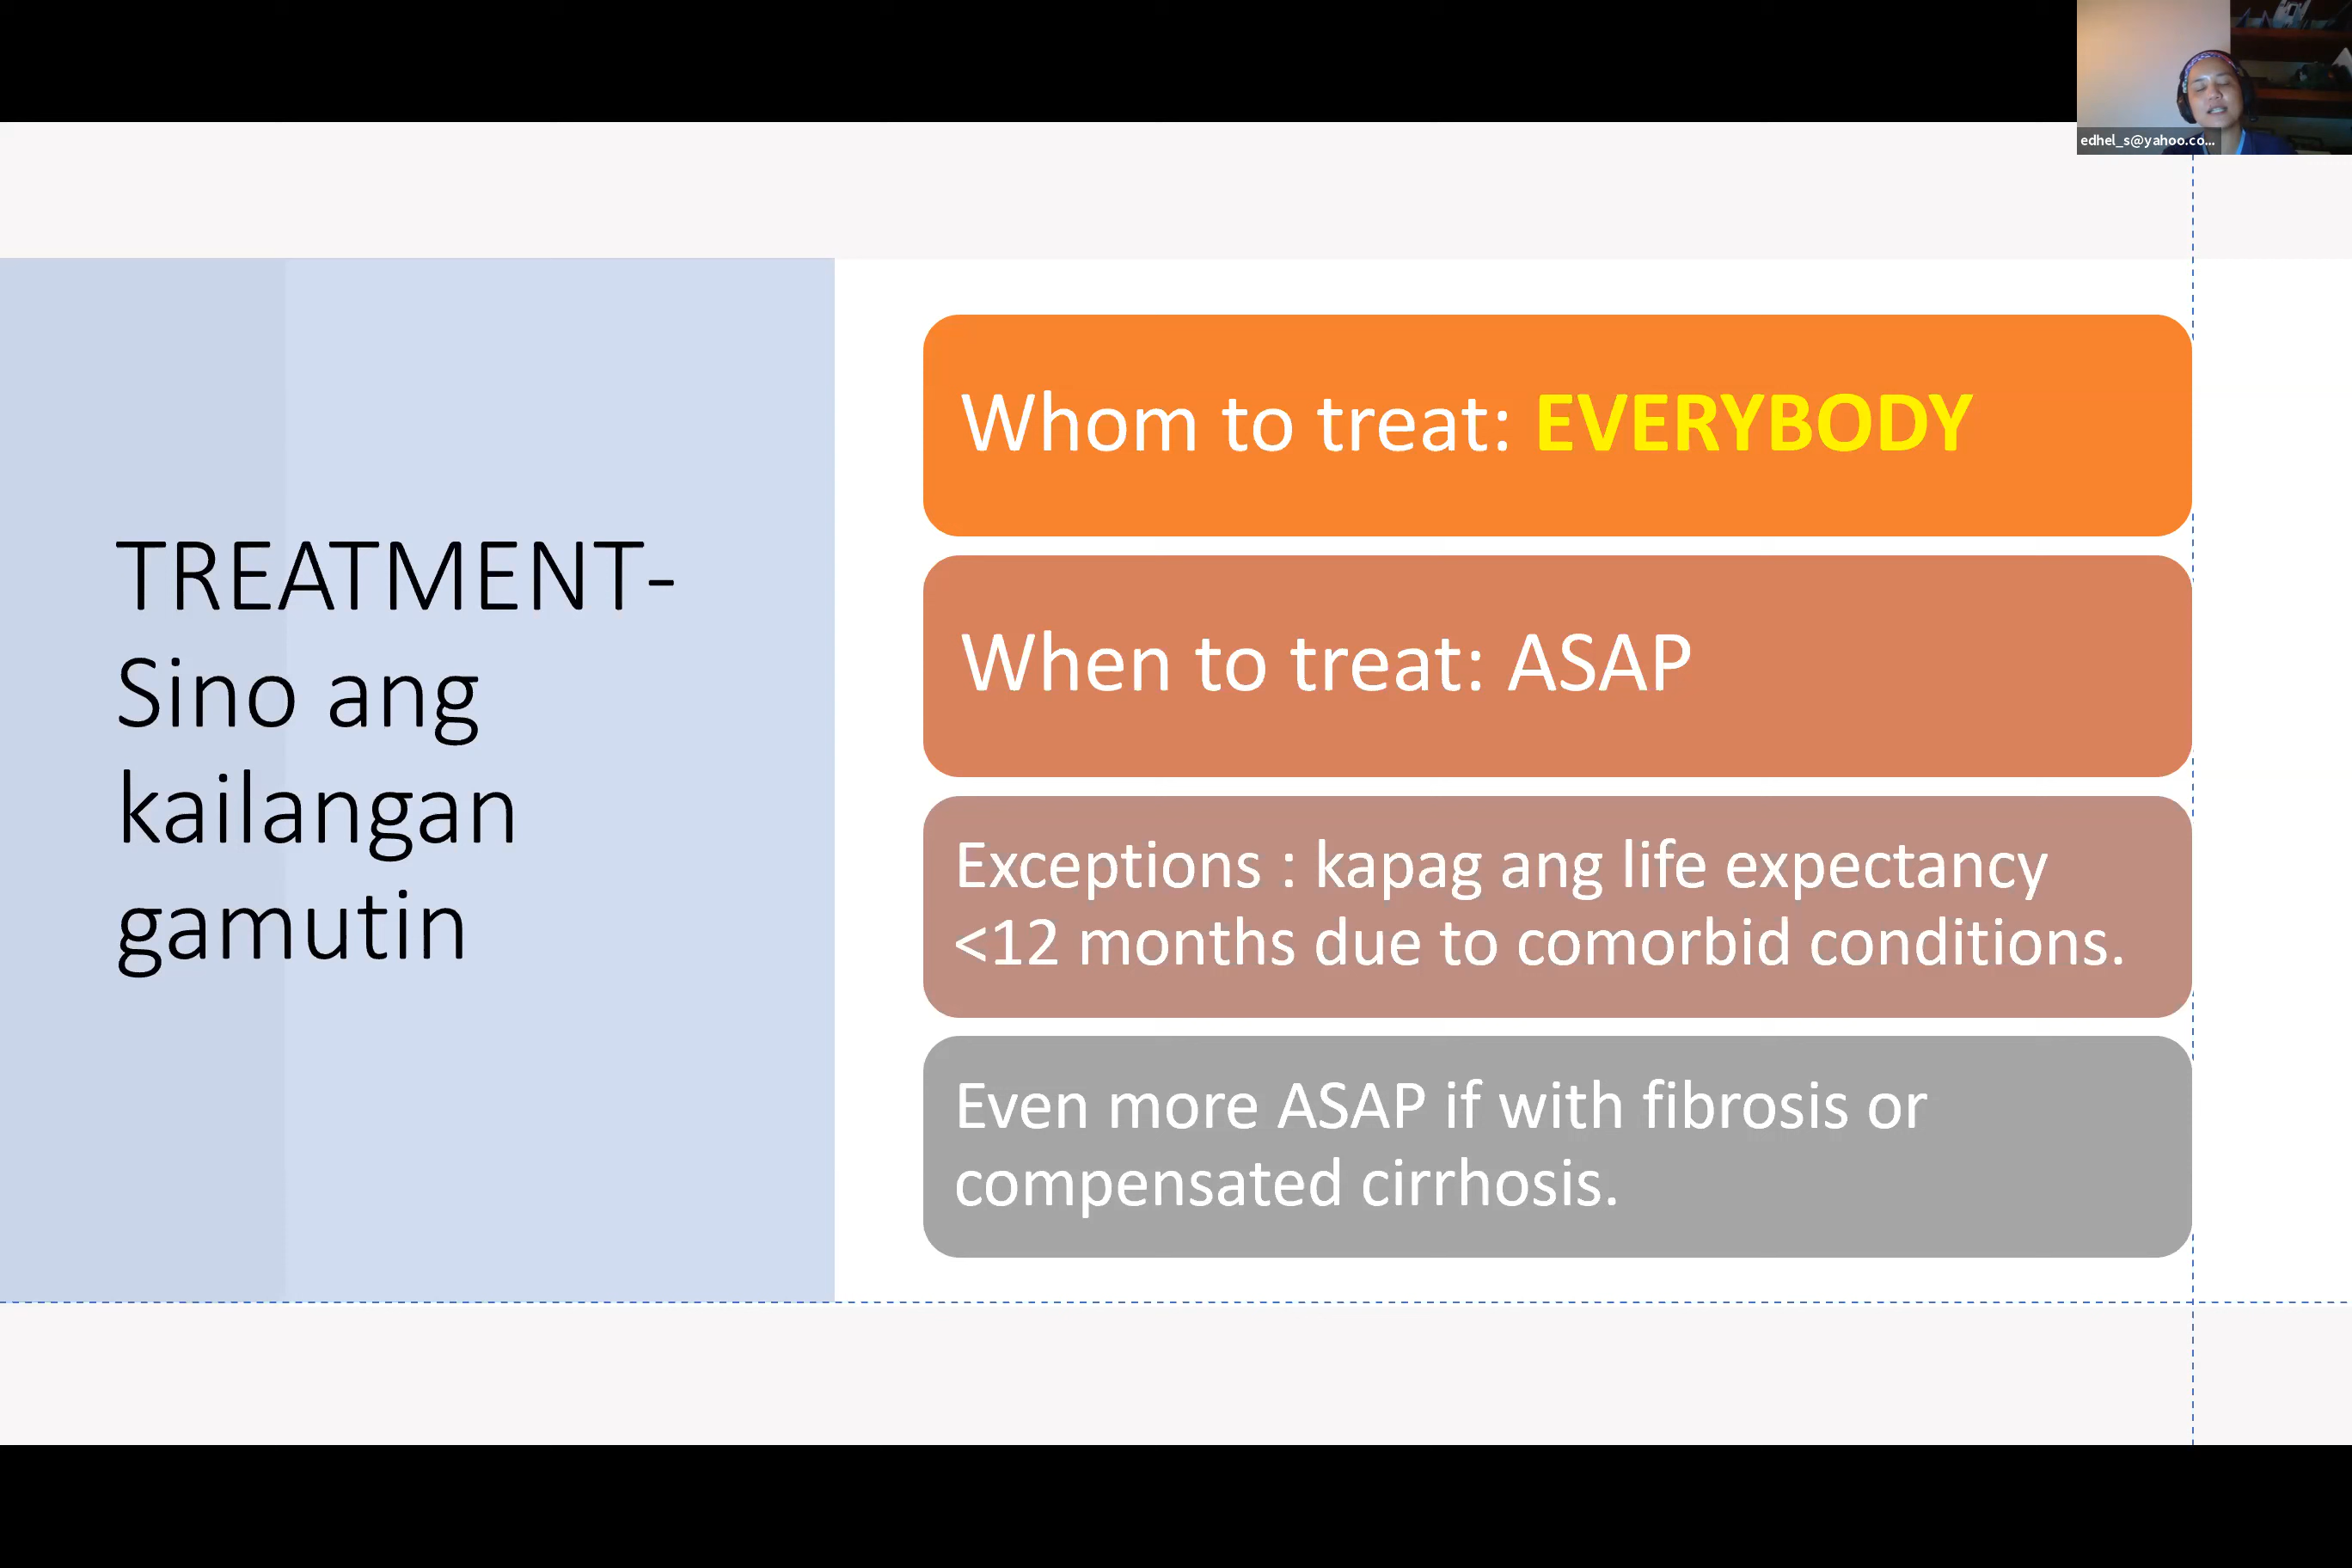 edhel_s@yahoo.co...
TREATMENT-
Sino ang
kailangan
gamutin
Whom to treat: EVERYBODY
When to treat: ASAP
Exceptions : kapag ang life expectancy
<12 months due to comorbid conditions.
Even more ASAP if with fibrosis or
compensated cirrhosis.